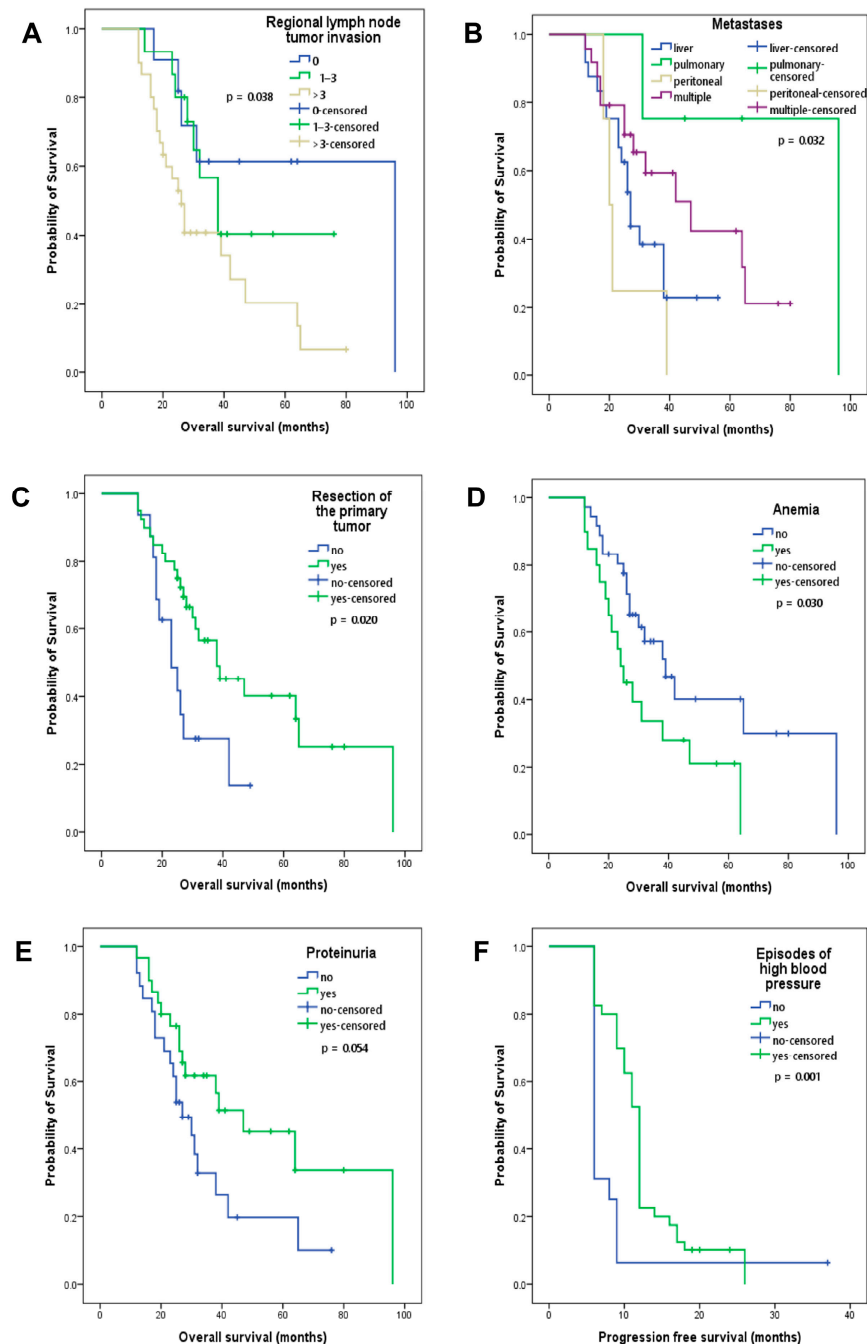 A
Regional lymph node
tumor invasion
0
1–3
>3
0-censored
1–3-censored
>3-censored
p = 0.038
Probability of Survival
1.0
0.8
0.6
0.4
0.2
0.0
0
20
40
60
80
100
Overall survival (months)
B
Metastases
liver
pulmonary
peritoneal
multiple
liver-censored
pulmonary-
censored
peritoneal-censored
multiple-censored
p = 0.032
Probability of Survival
1.0
0.8
0.6
0.4
0.2
0.0
0
20
40
60
80
100
Overall survival (months)
C
Resection of
the primary
tumor
no
yes
no-censored
yes-censored
p = 0.020
Probability of Survival
1.0
0.8
0.6
0.4
0.2
0.0
0
20
40
60
80
100
Overall survival (months)
D
Anemia
no
yes
no-censored
yes-censored
p = 0.030
Probability of Survival
1.0
0.8
0.6
0.4
0.2
0.0
0
20
40
60
80
100
Overall survival (months)
E
Proteinuria
no
yes
no-censored
yes-censored
p = 0.054
Probability of Survival
1.0
0.8
0.6
0.4
0.2
0.0
0
20
40
60
80
100
Overall survival (months)
F
Episodes of
high blood
pressure
no
yes
no-censored
yes-censored
p = 0.001
Probability of Survival
1.0
0.8
0.6
0.4
0.2
0.0
0
10
20
30
40
Progression free survival (months)